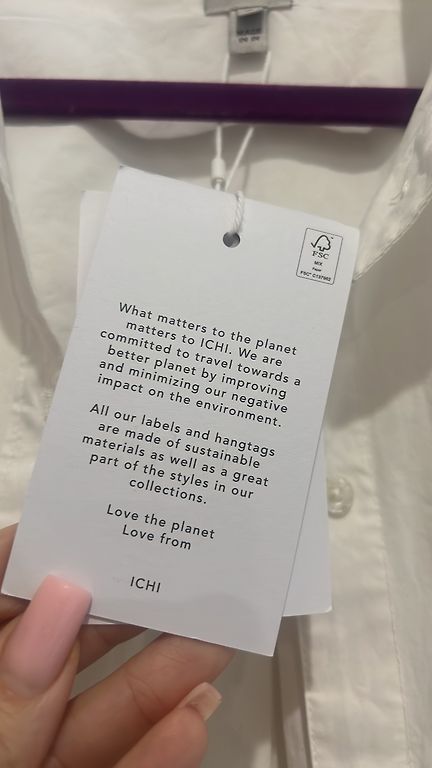 FSC
MIX
Paper
What matters to the planet
matters to ICHI. We are
committed to travel towards a
better planet by improving
and minimizing our negative
impact on the environment.
All our labels and hangtags
are made of sustainable
materials as well as a great
part of the styles in our
collections.
Love the planet
Love from
ICHI